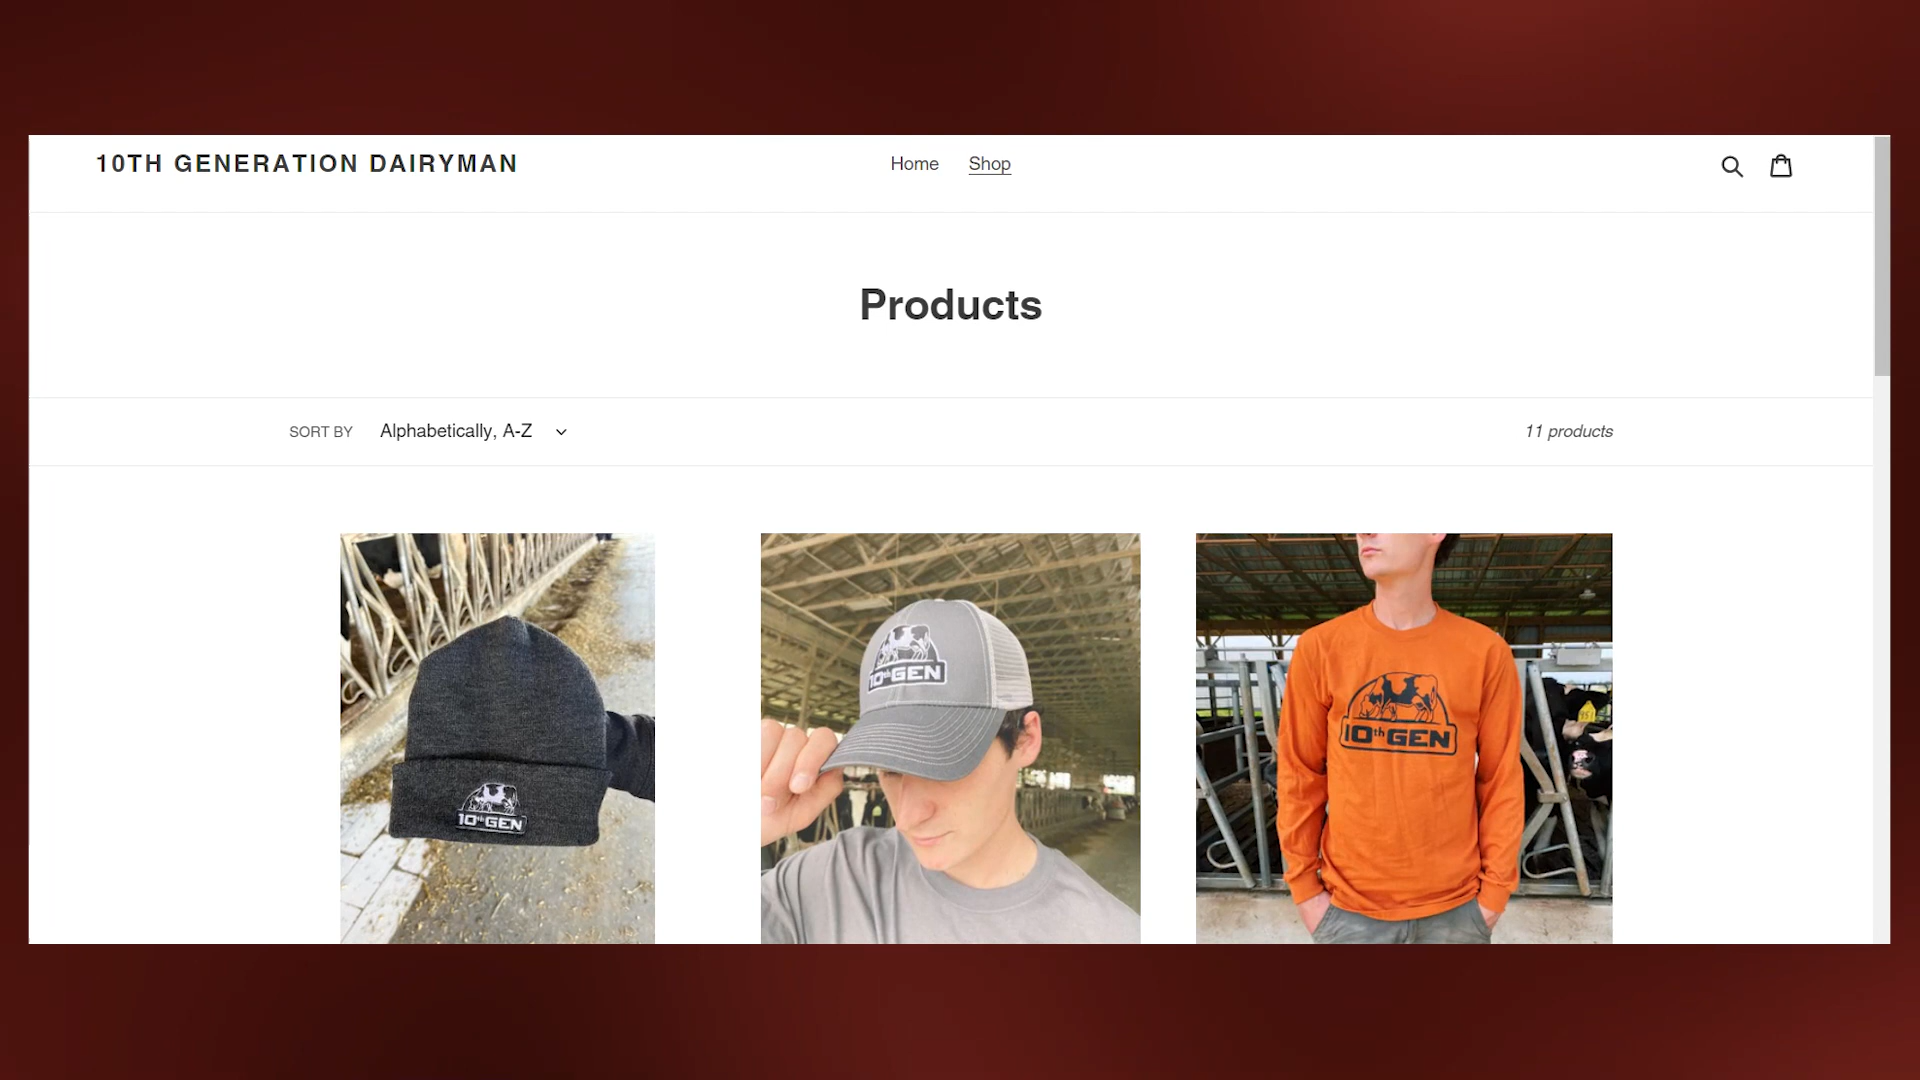 10TH GENERATION DAIRYMAN
Home Shop
Products
SORT BY Alphabetically, A-Z
11 products
10th GEN
10th GEN
10th GEN